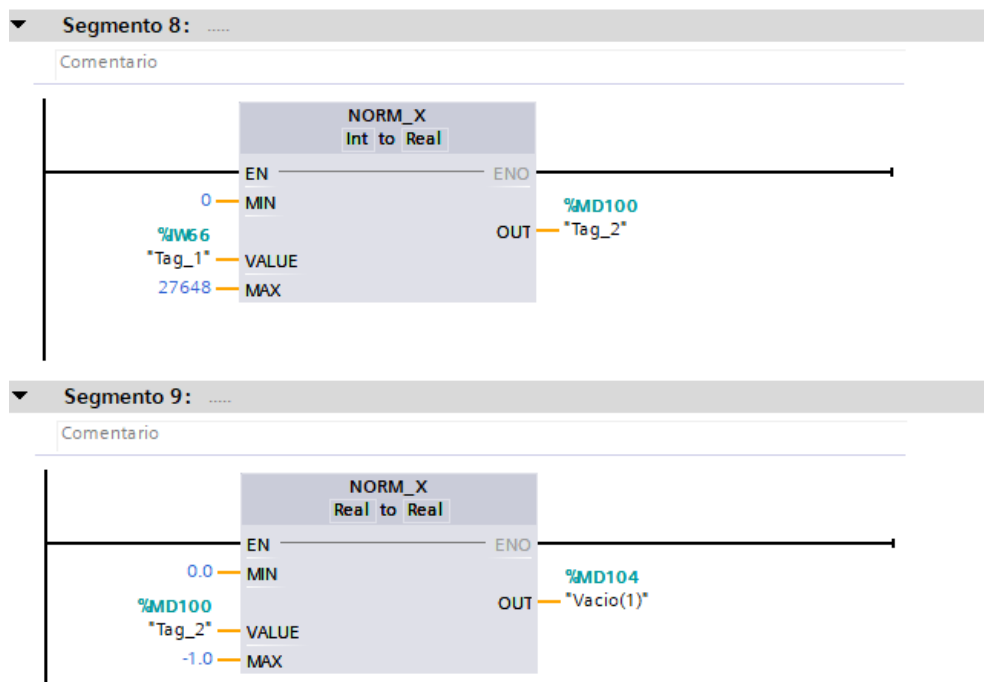 Segmento 8: .....
Comentario
NORM_X
Int to Real
EN ENO
0 MIN
%MD100
OUT "Tag_2"
%IW66
"Tag_1" VALUE
27648 MAX
Segmento 9: .....
Comentario
NORM_X
Real to Real
EN ENO
0.0 MIN
%MD104
OUT "Vacio(1)"
%MD100
"Tag_2" VALUE
-1.0 MAX